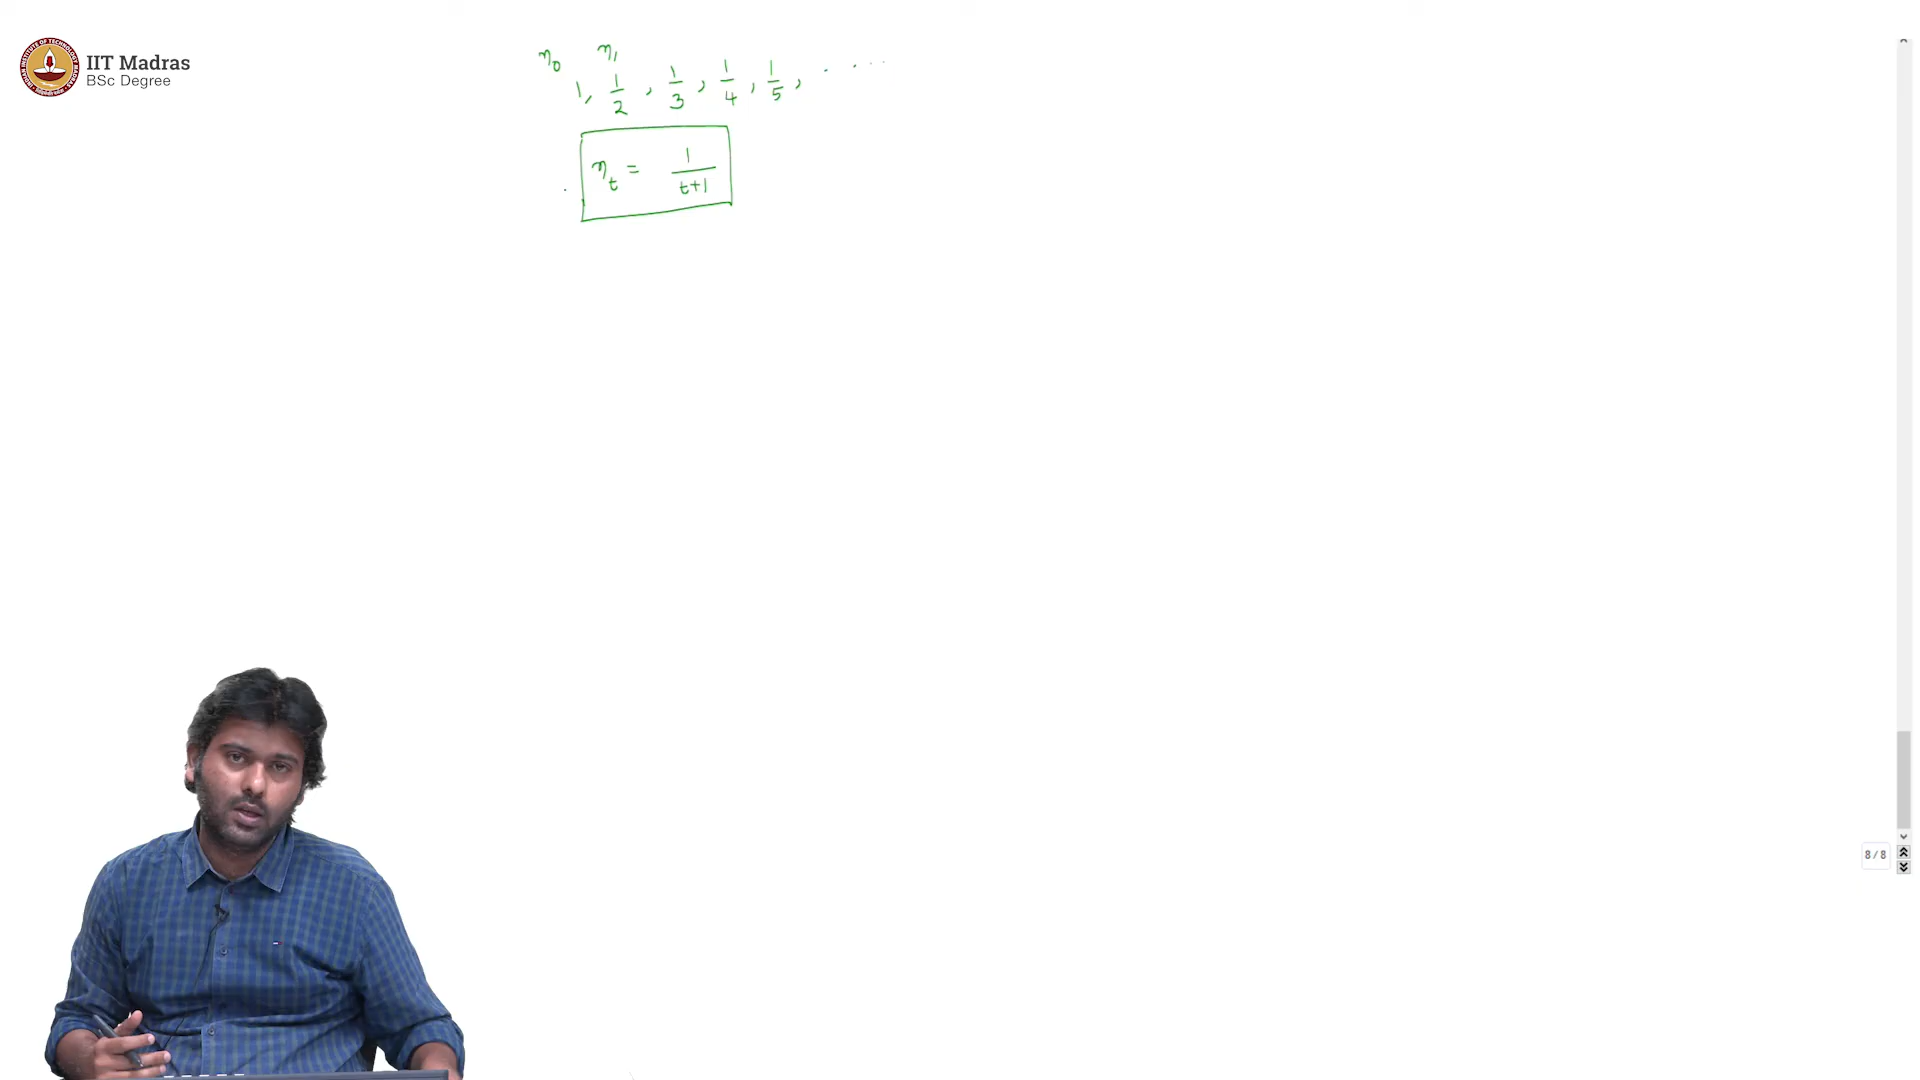 IIT Madras
BSc Degree
η₀ η₁
1, 1/2, 1/3, 1/4, 1/5, . . . . .
ηₜ = 1/(t+1)
8/8